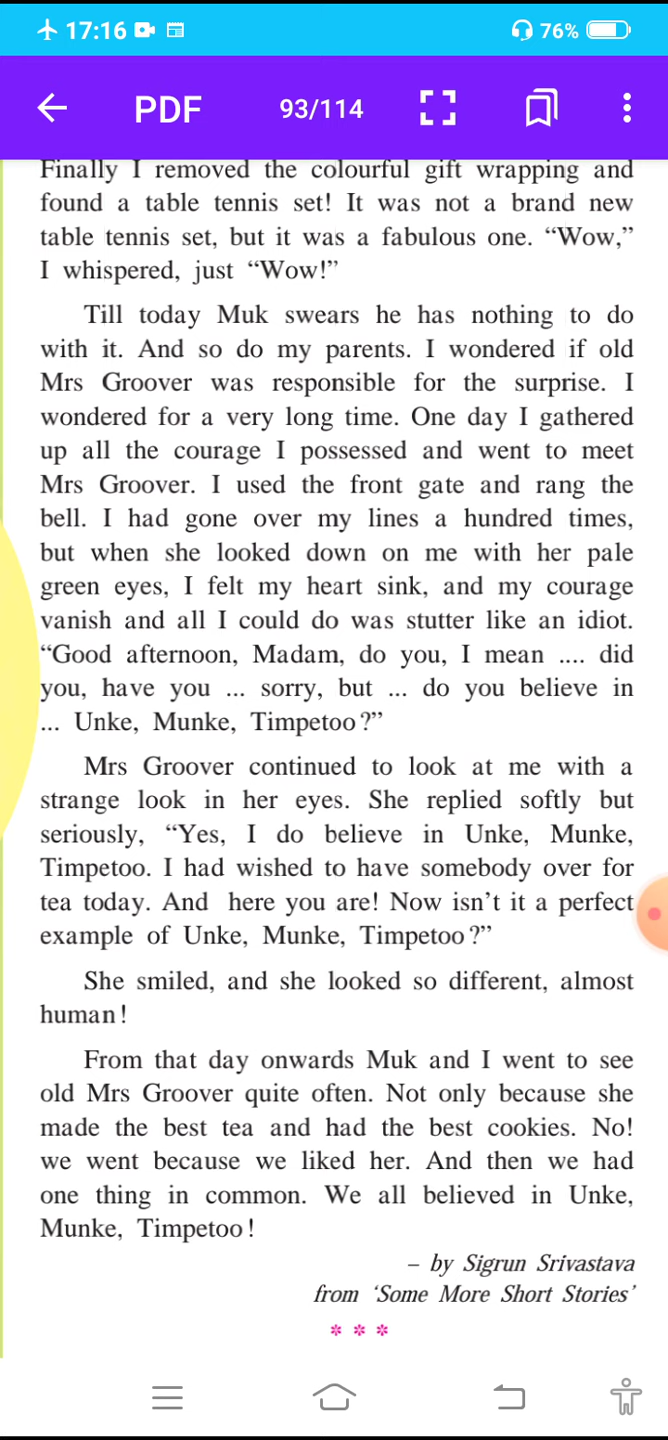 17:16
76%
PDF
93/114
Finally I removed the colourful gift wrapping and
found a table tennis set! It was not a brand new
table tennis set, but it was a fabulous one. “Wow,”
I whispered, just “Wow!”
Till today Muk swears he has nothing to do
with it. And so do my parents. I wondered if old
Mrs Groover was responsible for the surprise. I
wondered for a very long time. One day I gathered
up all the courage I possessed and went to meet
Mrs Groover. I used the front gate and rang the
bell. I had gone over my lines a hundred times,
but when she looked down on me with her pale
green eyes, I felt my heart sink, and my courage
vanish and all I could do was stutter like an idiot.
“Good afternoon, Madam, do you, I mean .... did
you, have you ... sorry, but ... do you believe in
... Unke, Munke, Timpetoo?”
Mrs Groover continued to look at me with a
strange look in her eyes. She replied softly but
seriously, “Yes, I do believe in Unke, Munke,
Timpetoo. I had wished to have somebody over for
tea today. And here you are! Now isn’t it a perfect
example of Unke, Munke, Timpetoo?”
She smiled, and she looked so different, almost
human!
From that day onwards Muk and I went to see
old Mrs Groover quite often. Not only because she
made the best tea and had the best cookies. No!
we went because we liked her. And then we had
one thing in common. We all believed in Unke,
Munke, Timpetoo!
– by Sigrun Srivastava
from ‘Some More Short Stories’
* * *